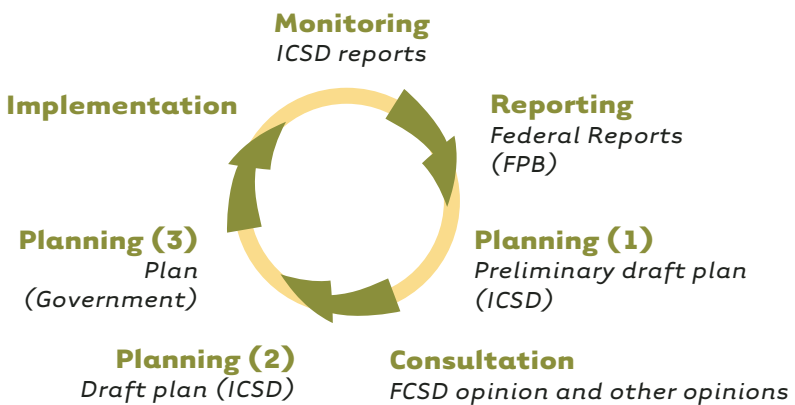 Monitoring
ICSD reports
Implementation
Reporting
Federal Reports
(FPB)
Planning (3)
Plan
(Government)
Planning (1)
Preliminary draft plan
(ICSD)
Planning (2)
Draft plan (ICSD)
Consultation
FCSD opinion and other opinions